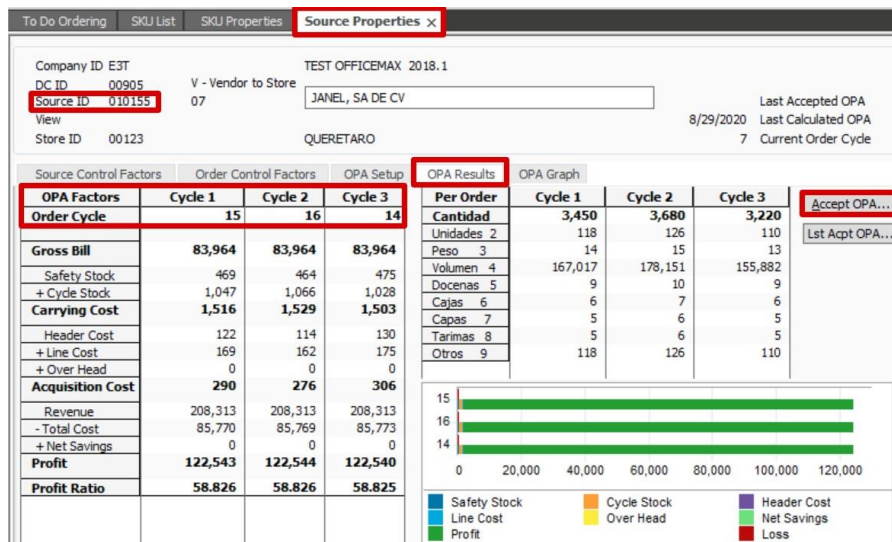 To Do Ordering SKU List SKU Properties Source Properties ×
Company ID E3T TEST OFFICEMAX 2018.1
DC ID 00905 V - Vendor to Store
Source ID 010155 07 JANEL, SA DE CV Last Accepted OPA
View 8/29/2020 Last Calculated OPA
Store ID 00123 QUERETARO 7 Current Order Cycle
Source Control Factors Order Control Factors OPA Setup OPA Results OPA Graph
OPA Factors Cycle 1 Cycle 2 Cycle 3
Order Cycle 15 16 14
Gross Bill 83,964 83,964 83,964
Safety Stock 469 464 475
+ Cycle Stock 1,047 1,066 1,028
Carrying Cost 1,516 1,529 1,503
Header Cost 122 114 130
+ Line Cost 169 162 175
+ Over Head 0 0 0
Acquisition Cost 290 276 306
Revenue 208,313 208,313 208,313
- Total Cost 85,770 85,769 85,773
+ Net Savings 0 0 0
Profit 122,543 122,544 122,540
Profit Ratio 58.826 58.826 58.825
Per Order Cycle 1 Cycle 2 Cycle 3
Cantidad 3,450 3,680 3,220
Unidades 2 118 126 110
Peso 3 14 15 13
Volumen 4 167,017 178,151 155,882
Docenas 5 9 10 9
Cajas 6 6 7 6
Capas 7 5 6 5
Tarimas 8 5 6 5
Otros 9 118 126 110
Accept OPA...
Lst Acpt OPA...
15
16
14
0 20,000 40,000 60,000 80,000 100,000 120,000
Safety Stock Cycle Stock Header Cost
Line Cost Over Head Net Savings
Profit Loss